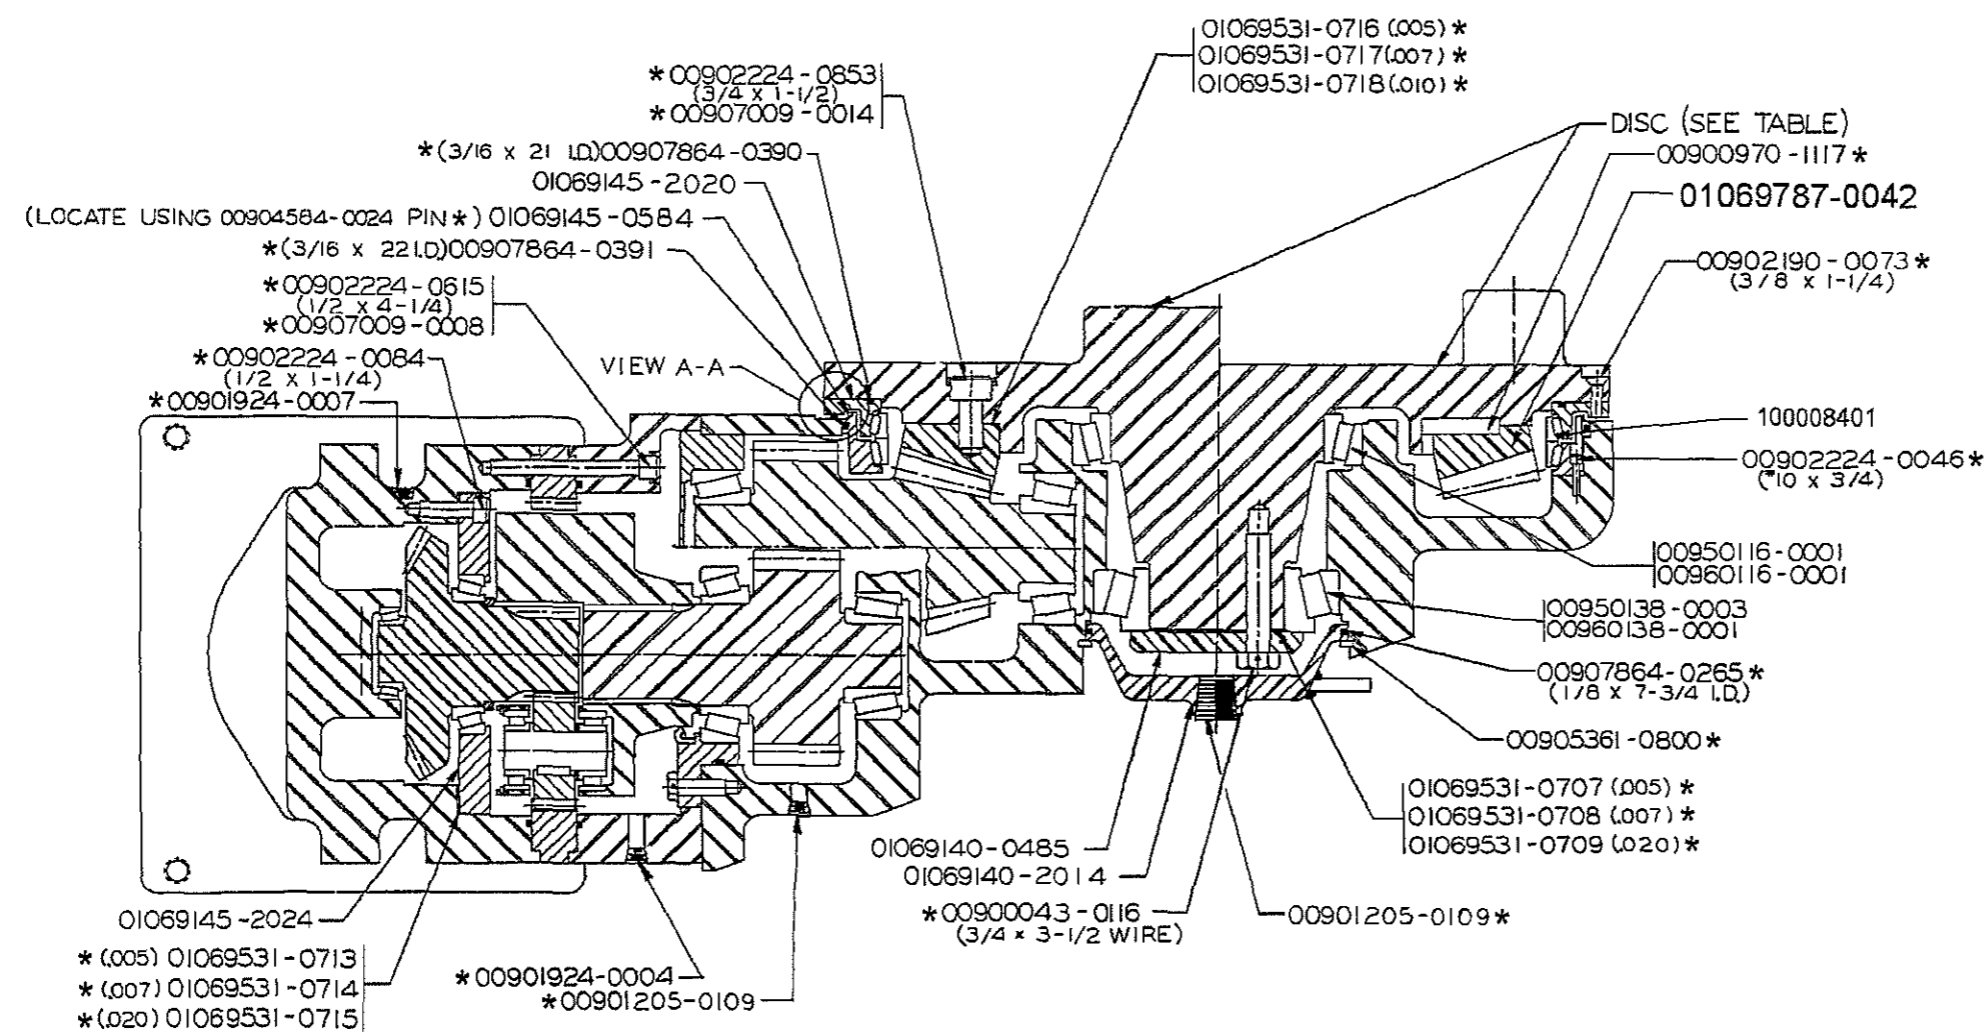 01069531-0716 (.005) *
01069531-0717 (.007) *
01069531-0718 (.010) *
* 00902224-0853
(3/4 x 1-1/2)
* 00907009-0014
DISC (SEE TABLE)
* (3/16 x 21 I.D.) 00907864-0390
00900970-1117 *
01069145-2020
01069787-0042
(LOCATE USING 00904584-0024 PIN *) 01069145-0584
* (3/16 x 22 I.D.) 00907864-0391
00902190-0073 *
(3/8 x 1-1/4)
* 00902224-0615
(1/2 x 4-1/4)
* 00907009-0008
* 00902224-0084
(1/2 x 1-1/4)
VIEW A-A
* 00901924-0007
100008401
00902224-0046 *
(#10 x 3/4)
00950116-0001
00960116-0001
00950138-0003
00960138-0001
00907864-0265 *
(1/8 x 7-3/4 I.D.)
00905361-0800 *
01069531-0707 (.005) *
01069531-0708 (.007) *
01069531-0709 (.020) *
01069140-0485
01069140-2014
* 00900043-0116
(3/4 x 3-1/2 WIRE)
00901205-0109 *
01069145-2024
* (.005) 01069531-0713
* (.007) 01069531-0714
* (.020) 01069531-0715
* 00901924-0004
* 00901205-0109